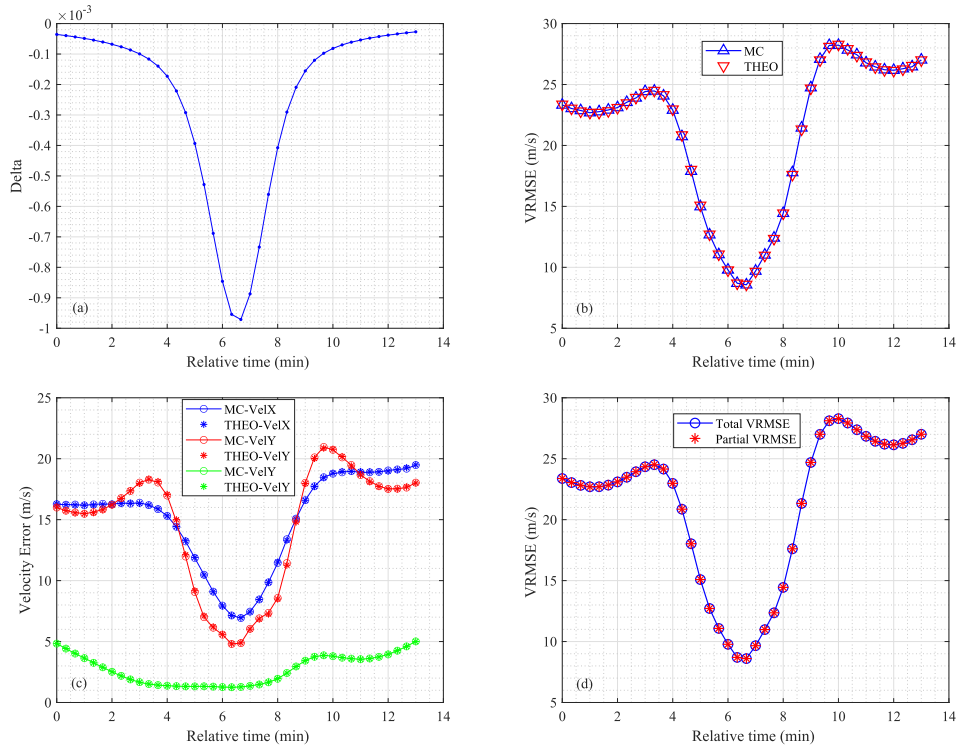 ×10⁻³
0
-0.1
-0.2
-0.3
-0.4
-0.5
-0.6
-0.7
-0.8
-0.9
-1
Delta
(a)
0 2 4 6 8 10 12 14
Relative time (min)
30
25
20
15
10
5
VRMSE (m/s)
MC
THEO
(b)
0 2 4 6 8 10 12 14
Relative time (min)
25
20
15
10
5
0
Velocity Error (m/s)
MC-VelX
THEO-VelX
MC-VelY
THEO-VelY
MC-VelY
THEO-VelY
(c)
0 2 4 6 8 10 12 14
Relative time (min)
30
25
20
15
10
5
VRMSE (m/s)
Total VRMSE
Partial VRMSE
(d)
0 2 4 6 8 10 12 14
Relative time (min)